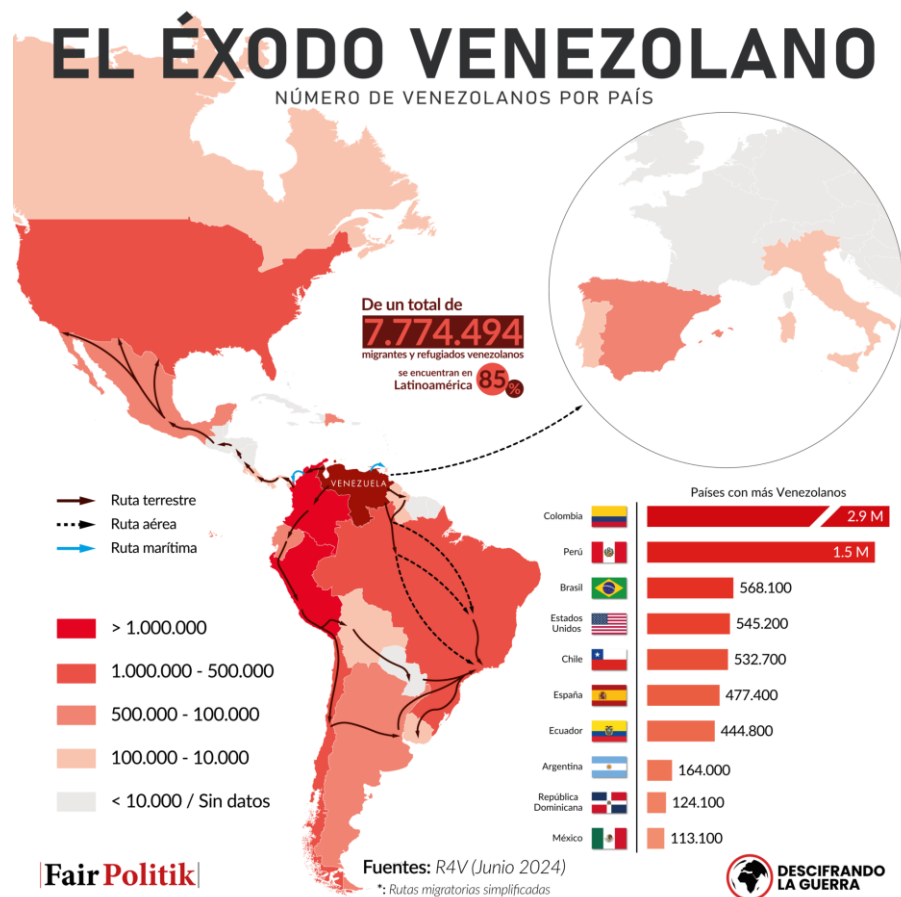 EL ÉXODO VENEZOLANO
NÚMERO DE VENEZOLANOS POR PAÍS
De un total de
7.774.494
migrantes y refugiados venezolanos
se encuentran en
Latinoamérica
85%
VENEZUELA
Ruta terrestre
Ruta aérea
Ruta marítima
> 1.000.000
1.000.000 - 500.000
500.000 - 100.000
100.000 - 10.000
< 10.000 / Sin datos
Países con más Venezolanos
Colombia 2.9 M
Perú 1.5 M
Brasil 568.100
Estados
Unidos 545.200
Chile 532.700
España 477.400
Ecuador 444.800
Argentina 164.000
República
Dominicana 124.100
México 113.100
Fair Politik
Fuentes: R4V (Junio 2024)
*: Rutas migratorias simplificadas
DESCIFRANDO
LA GUERRA